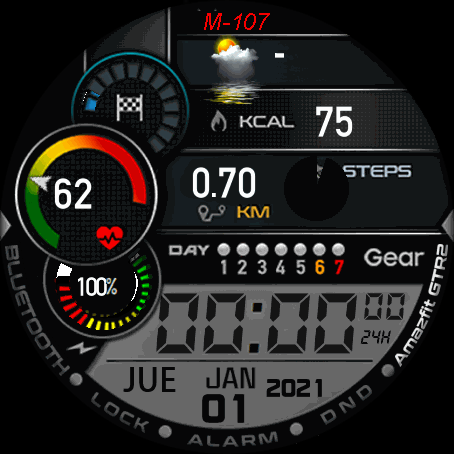 M-107
-
KCAL 75
62
0.70
STEPS
KM
DAY
1 2 3 4 5 6 7
Gear
100%
00:00 00
24H
JUE JAN 2021
01
BLUETOOTH
LOCK
ALARM
DND
Amazfit GTR2